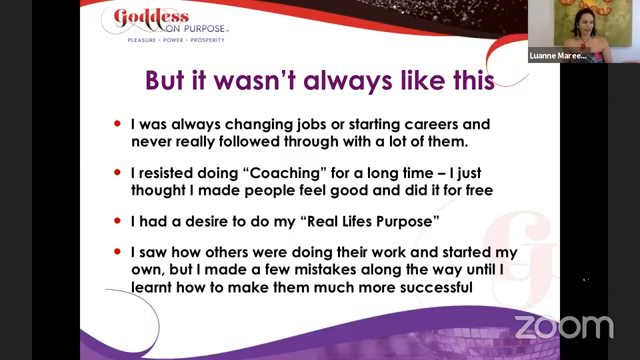 Goddess
ON PURPOSE™
PLEASURE • POWER • PROSPERITY
Luanne Maree...
But it wasn't always like this
• I was always changing jobs or starting careers and
never really followed through with a lot of them.
• I resisted doing “Coaching” for a long time – I just
thought I made people feel good and did it for free
• I had a desire to do my “Real Lifes Purpose”
• I saw how others were doing their work and started my
own, but I made a few mistakes along the way until I
learnt how to make them much more successful
zoom